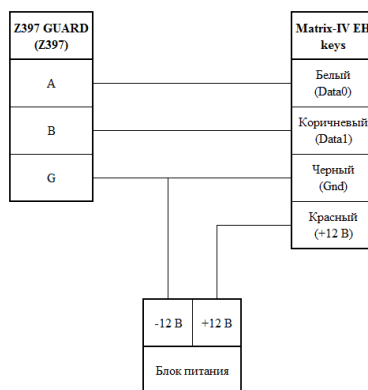 Z397 GUARD
(Z397)
A
B
G
Matrix-IV EH
keys
Белый
(Data0)
Коричневый
(Data1)
Черный
(Gnd)
Красный
(+12 В)
-12 В
+12 В
Блок питания